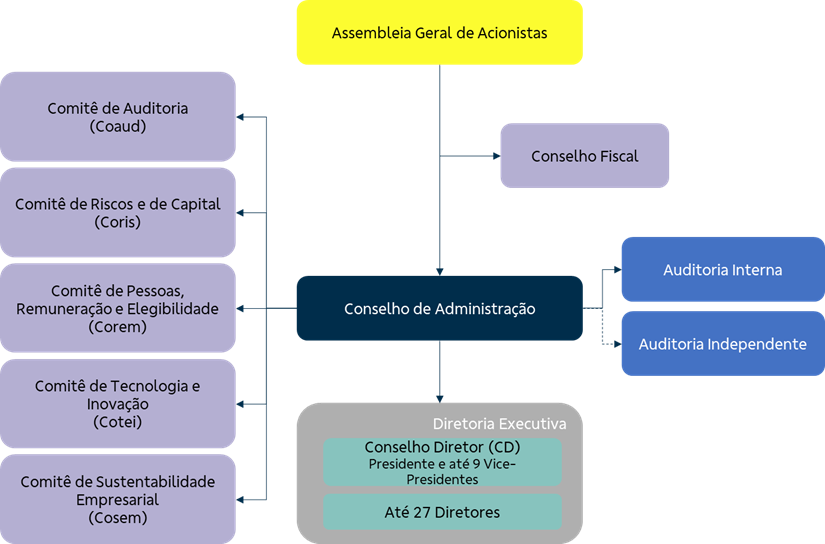 Assembleia Geral de Acionistas
Comitê de Auditoria
(Coaud)
Conselho Fiscal
Comitê de Riscos e de Capital
(Coris)
Auditoria Interna
Comitê de Pessoas,
Remuneração e Elegibilidade
(Corem)
Conselho de Administração
Auditoria Independente
Comitê de Tecnologia e
Inovação
(Cotei)
Diretoria Executiva
Conselho Diretor (CD)
Presidente e até 9 Vice-
Presidentes
Até 27 Diretores
Comitê de Sustentabilidade
Empresarial
(Cosem)